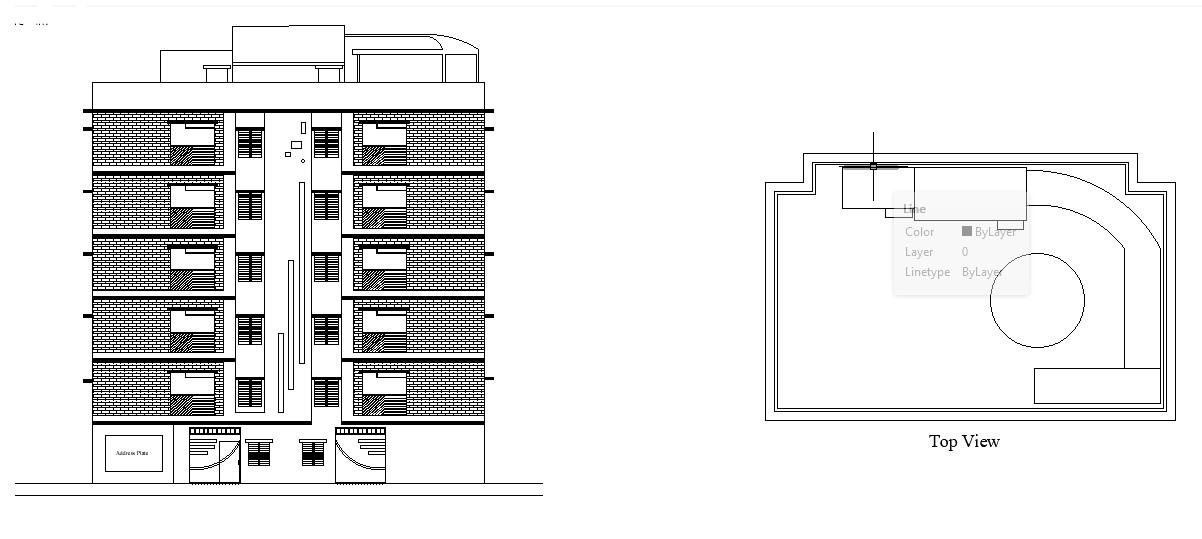 Address Plate
Line
Color ByLayer
Layer 0
Linetype ByLayer
Top View